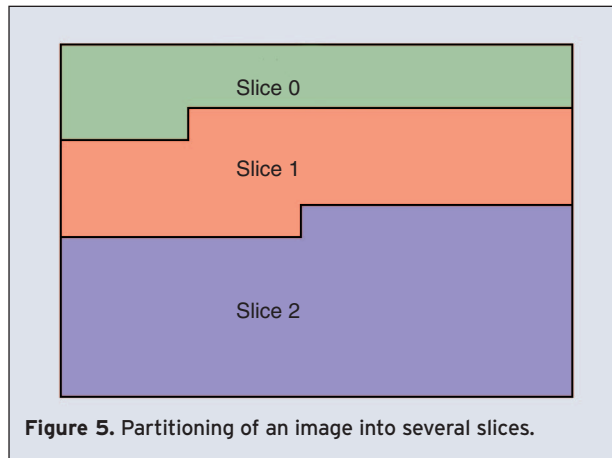 Slice 0
Slice 1
Slice 2
Figure 5. Partitioning of an image into several slices.